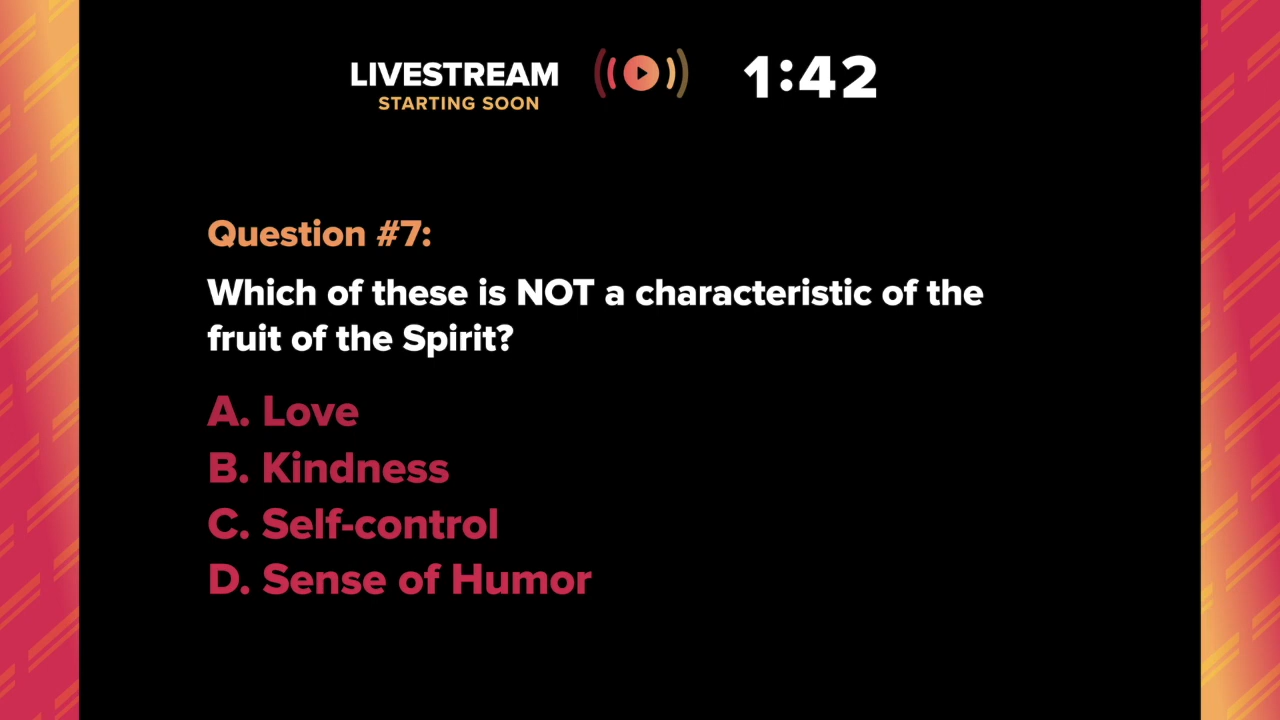 LIVESTREAM
STARTING SOON
1:42
Question #7:
Which of these is NOT a characteristic of the
fruit of the Spirit?
A. Love
B. Kindness
C. Self-control
D. Sense of Humor